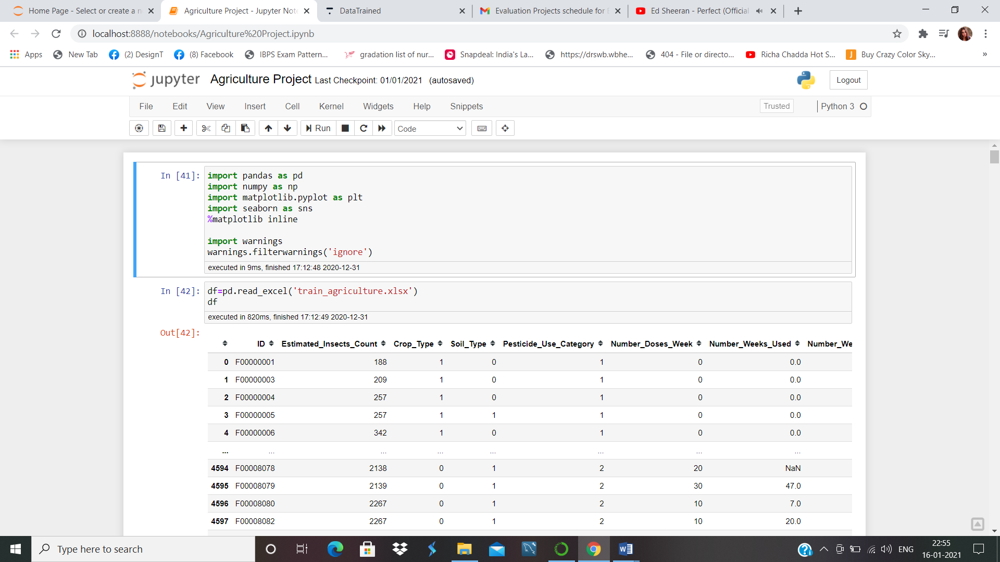 Home Page - Select or create a n
Agriculture Project - Jupyter Not
DataTrained
Evaluation Projects schedule for
Ed Sheeran - Perfect (Official
localhost:8888/notebooks/Agriculture%20Project.ipynb
Apps
New Tab
(2) DesignT
(8) Facebook
IBPS Exam Pattern...
gradation list of nur...
Snapdeal: India's La...
https://drswb.wbhe...
404 - File or directo...
Richa Chadda Hot S...
Buy Crazy Color Sky...
»
jupyter Agriculture Project Last Checkpoint: 01/01/2021 (autosaved)
Logout
File Edit View Insert Cell Kernel Widgets Help Snippets
Trusted
Python 3
Run
Code
In [41]:
import pandas as pd
import numpy as np
import matplotlib.pyplot as plt
import seaborn as sns
%matplotlib inline
import warnings
warnings.filterwarnings('ignore')
executed in 9ms, finished 17:12:48 2020-12-31
In [42]:
df=pd.read_excel('train_agriculture.xlsx')
df
executed in 820ms, finished 17:12:49 2020-12-31
Out[42]:
ID Estimated_Insects_Count Crop_Type Soil_Type Pesticide_Use_Category Number_Doses_Week Number_Weeks_Used Number_We
0 F00000001 188 1 0 1 0 0.0
1 F00000003 209 1 0 1 0 0.0
2 F00000004 257 1 0 1 0 0.0
3 F00000005 257 1 1 1 0 0.0
4 F00000006 342 1 0 1 0 0.0
... ... ... ... ... ... ... ...
4594 F00008078 2138 0 1 2 20 NaN
4595 F00008079 2139 0 1 2 30 47.0
4596 F00008080 2267 0 1 2 10 7.0
4597 F00008082 2267 0 1 2 10 20.0
Type here to search
ENG
22:55
16-01-2021